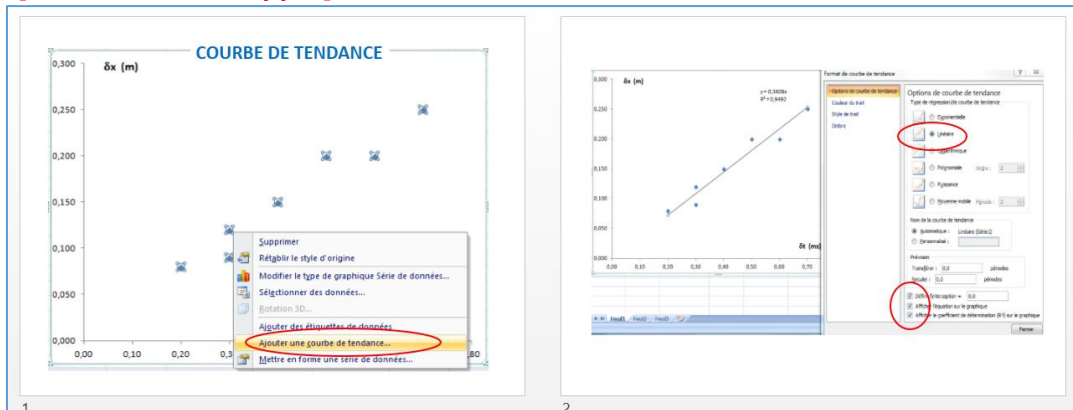 COURBE DE TENDANCE
0,300
δx (m)
0,250
0,200
0,150
0,100
0,050
0,000
0,00
0,10
0,20
0,3
,80
Supprimer
Rétablir le style d'origine
Modifier le type de graphique Série de données...
Sélectionner des données...
Rotation 3D...
Ajouter des étiquettes de données
Ajouter une courbe de tendance...
Mettre en forme une série de données...
1
δx (m)
0,300
0,250
0,200
0,150
0,100
0,050
0,000
0,00
0,10
0,20
0,30
0,40
0,50
0,60
0,70
δt (ms)
y = 0,3608x
R² = 0,9492
Feuil1
Feuil2
Feuil3
Format de courbe de tendance
Options de courbe de tendance
Couleur du trait
Style de trait
Ombre
Options de courbe de tendance
Type de régression de courbe de tendance
Exponentielle
Linéaire
Logarithmique
Polynomiale
Ordre : 2
Puissance
Moyenne mobile
Période : 2
Nom de la courbe de tendance
Automatique : Linéaire (Série1)
Personnalisé :
Prévision
Transférer : 0,0 périodes
Reculer : 0,0 périodes
Définir l'interception = 0,0
Afficher l'équation sur le graphique
Afficher le coefficient de détermination (R²) sur le graphique
Fermer
2